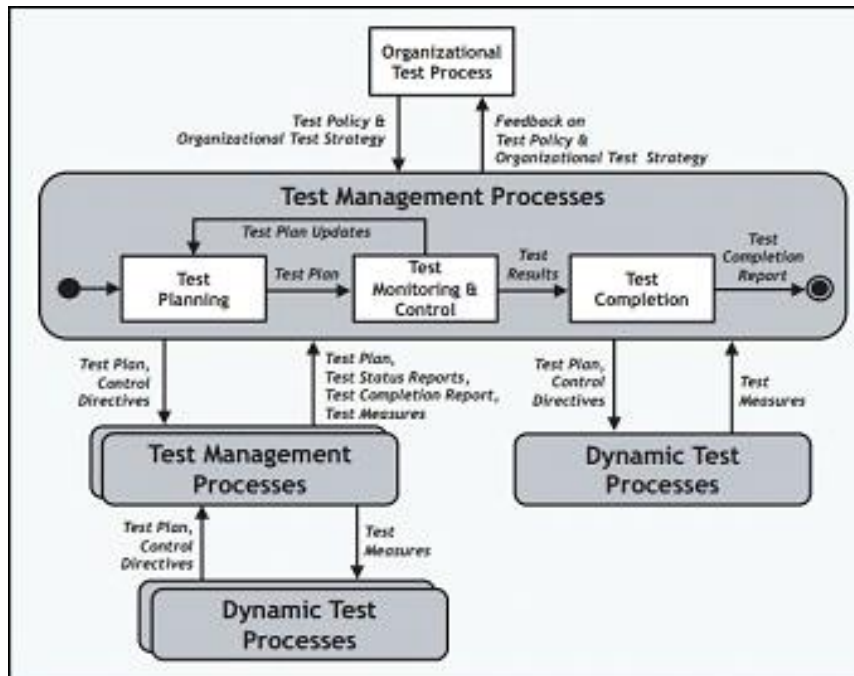 Organizational
Test Process
Test Policy &
Organizational Test Strategy
Feedback on
Test Policy &
Organizational Test Strategy
Test Management Processes
Test Plan Updates
Test
Planning
Test Plan
Test
Monitoring &
Control
Test
Results
Test
Completion
Test
Completion
Report
Test Plan,
Control
Directives
Test Plan,
Test Status Reports,
Test Completion Report,
Test Measures
Test Plan,
Control
Directives
Test
Measures
Test Management
Processes
Dynamic Test
Processes
Test Plan,
Control
Directives
Test
Measures
Dynamic Test
Processes